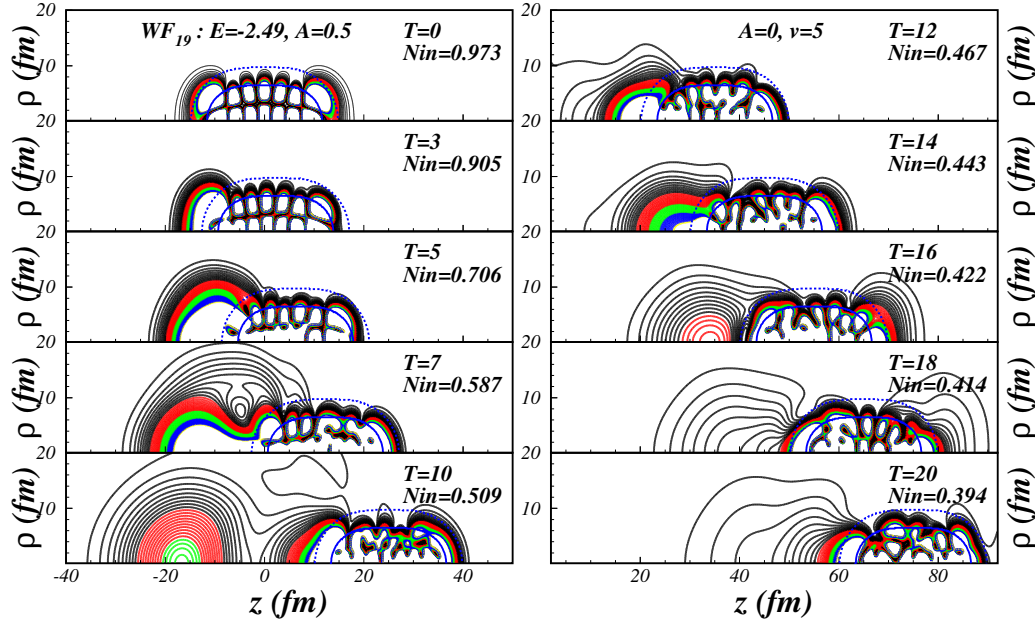 WF19 : E=-2.49, A=0.5
T=0
Nin=0.973
20
10
ρ (fm)
T=3
Nin=0.905
20
10
ρ (fm)
T=5
Nin=0.706
20
10
ρ (fm)
T=7
Nin=0.587
20
10
ρ (fm)
T=10
Nin=0.509
20
10
ρ (fm)
-40 -20 0 20 40
z (fm)
A=0, v=5
T=12
Nin=0.467
20
10
ρ (fm)
T=14
Nin=0.443
20
10
ρ (fm)
T=16
Nin=0.422
20
10
ρ (fm)
T=18
Nin=0.414
20
10
ρ (fm)
T=20
Nin=0.394
20
10
ρ (fm)
20 40 60 80
z (fm)